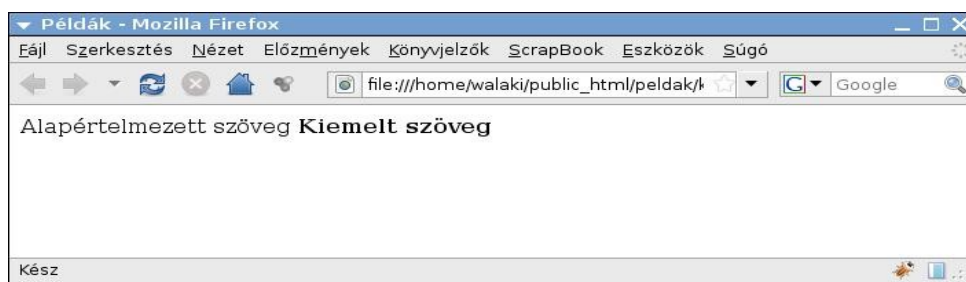 Példák - Mozilla Firefox
Fájl Szerkesztés Nézet Előzmények Könyvjelzők ScrapBook Eszközök Súgó
file:///home/walaki/public_html/peldak/k G Google
Alapértelmezett szöveg Kiemelt szöveg
Kész